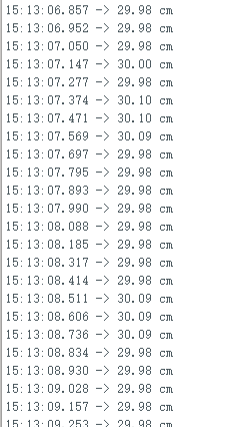 15:13:06.857 -> 29.98 cm
15:13:06.952 -> 29.98 cm
15:13:07.050 -> 29.98 cm
15:13:07.147 -> 30.00 cm
15:13:07.277 -> 29.98 cm
15:13:07.374 -> 30.10 cm
15:13:07.471 -> 30.10 cm
15:13:07.569 -> 30.09 cm
15:13:07.697 -> 29.98 cm
15:13:07.795 -> 29.98 cm
15:13:07.893 -> 29.98 cm
15:13:07.990 -> 29.98 cm
15:13:08.088 -> 29.98 cm
15:13:08.185 -> 29.98 cm
15:13:08.317 -> 29.98 cm
15:13:08.414 -> 29.98 cm
15:13:08.511 -> 30.09 cm
15:13:08.606 -> 30.09 cm
15:13:08.736 -> 30.09 cm
15:13:08.834 -> 29.98 cm
15:13:08.930 -> 29.98 cm
15:13:09.028 -> 29.98 cm
15:13:09.157 -> 29.98 cm
15:13:09.253 -> 29.98 cm